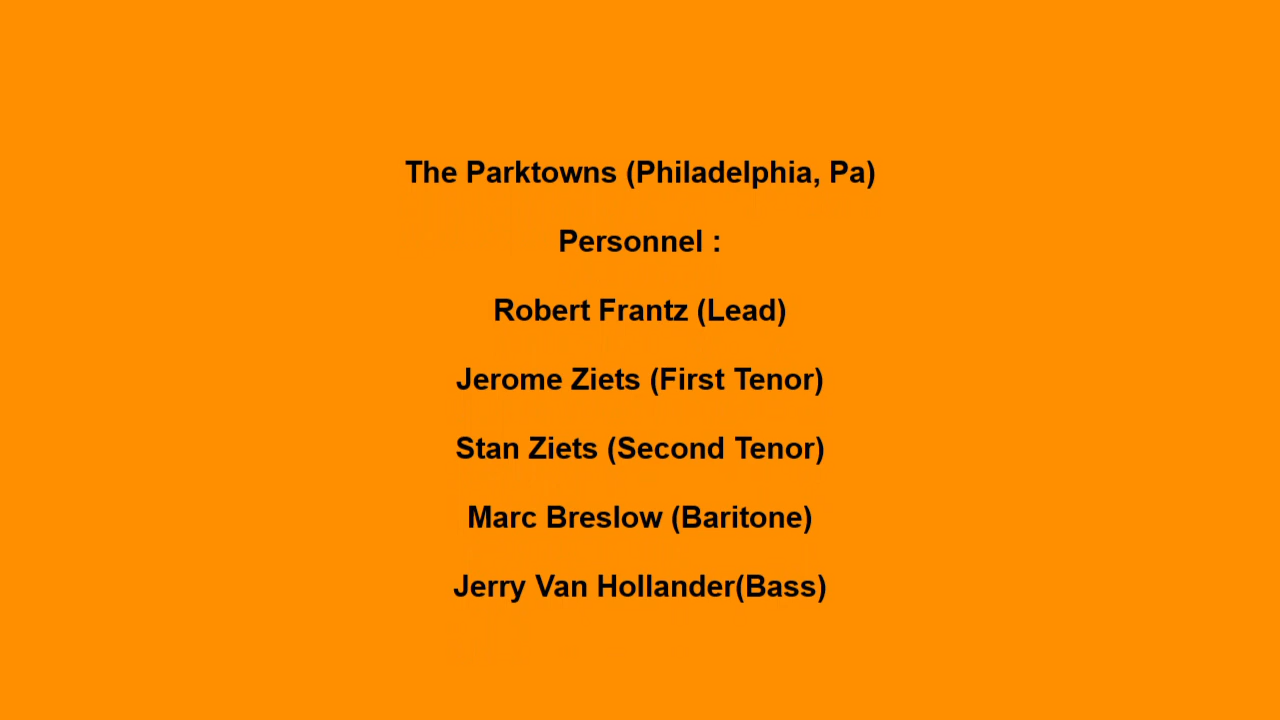 The Parktowns (Philadelphia, Pa)
Personnel :
Robert Frantz (Lead)
Jerome Ziets (First Tenor)
Stan Ziets (Second Tenor)
Marc Breslow (Baritone)
Jerry Van Hollander(Bass)